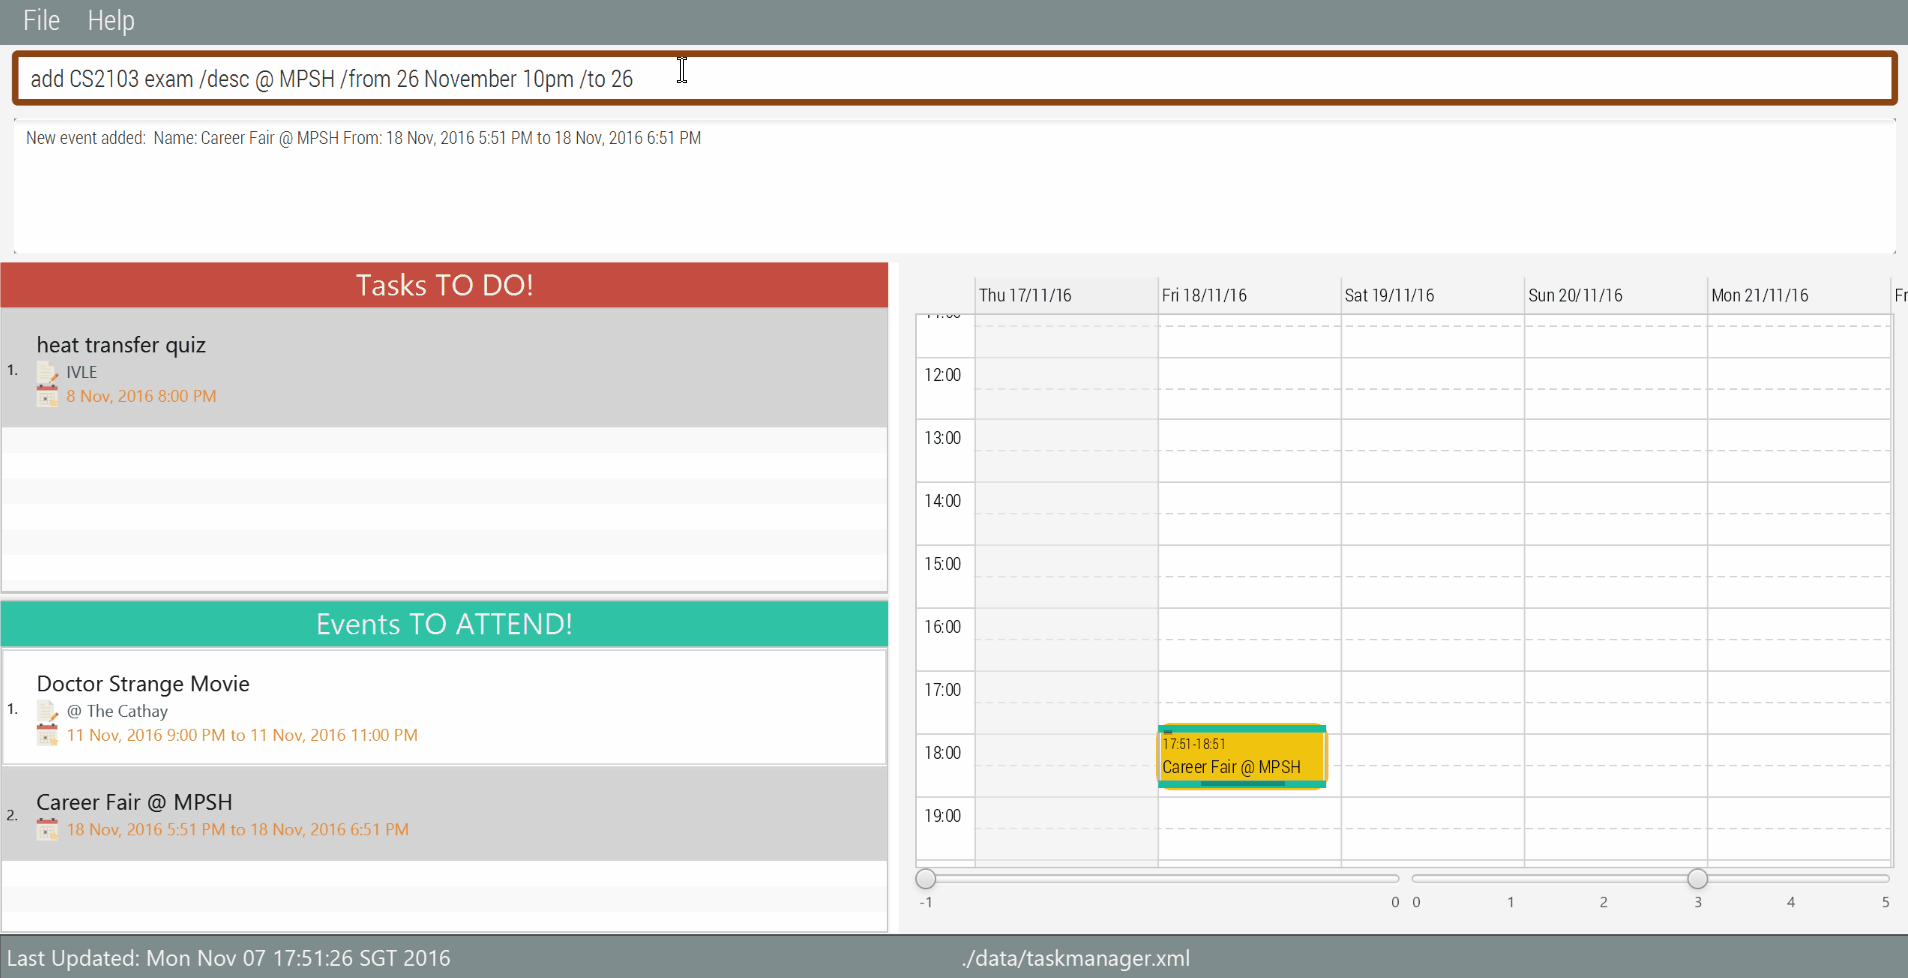 File Help
add CS2103 exam /desc @ MPSH /from 26 November 10pm /to 26
New event added:  Name: Career Fair @ MPSH From: 18 Nov, 2016 5:51 PM to 18 Nov, 2016 6:51 PM
Tasks TO DO!
1.
heat transfer quiz
IVLE
8 Nov, 2016 8:00 PM
Events TO ATTEND!
1.
Doctor Strange Movie
@ The Cathay
11 Nov, 2016 9:00 PM to 11 Nov, 2016 11:00 PM
2.
Career Fair @ MPSH
18 Nov, 2016 5:51 PM to 18 Nov, 2016 6:51 PM
Thu 17/11/16 Fri 18/11/16 Sat 19/11/16 Sun 20/11/16 Mon 21/11/16 Fr
12:00
13:00
14:00
15:00
16:00
17:00
18:00
19:00
17:51-18:51
Career Fair @ MPSH
-1 0 0 1 2 3 4 5
Last Updated: Mon Nov 07 17:51:26 SGT 2016
./data/taskmanager.xml